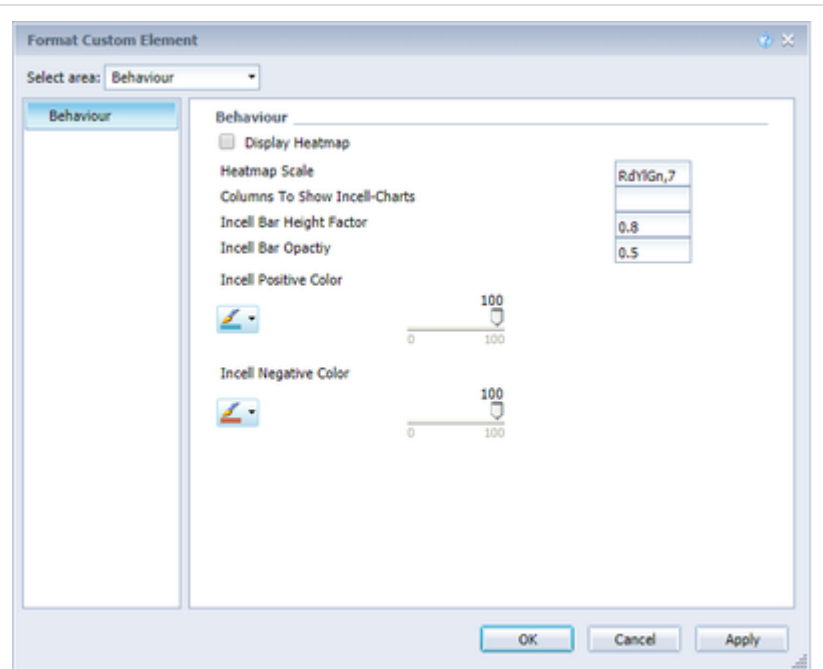 Format Custom Element
Select area: Behaviour
Behaviour
Behaviour
Display Heatmap
Heatmap Scale RdYlGn,7
Columns To Show Incell-Charts
Incell Bar Height Factor 0.8
Incell Bar Opactiy 0.5
Incell Positive Color
100
0 100
Incell Negative Color
100
0 100
OK Cancel Apply